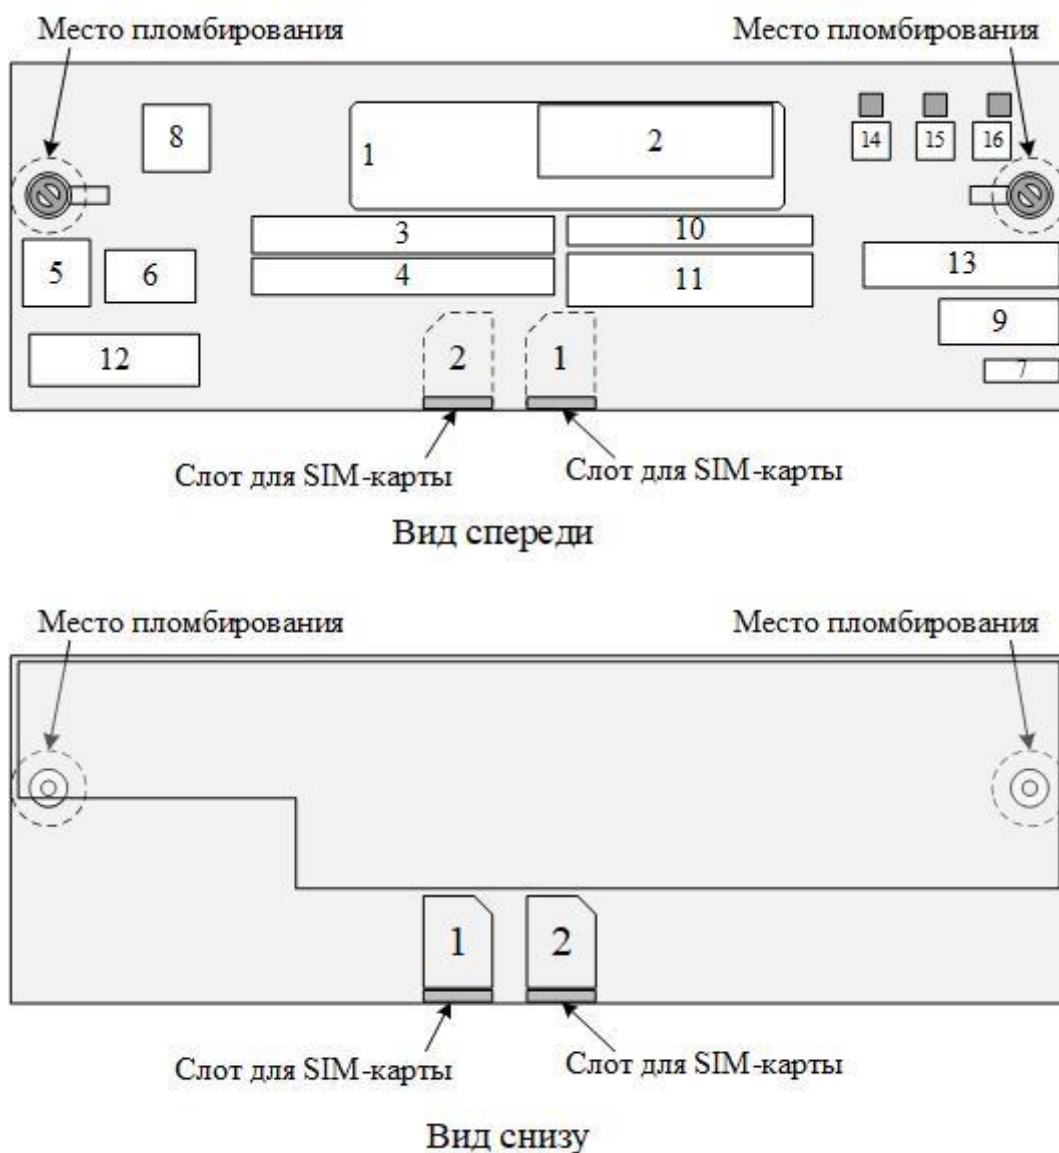 Место пломбирования Место пломбирования
8
1
2
14 15 16
3
10
5
6
4
11
13
9
12
2
1
7
Слот для SIM-карты Слот для SIM-карты
Вид спереди
Место пломбирования Место пломбирования
1
2
Слот для SIM-карты Слот для SIM-карты
Вид снизу